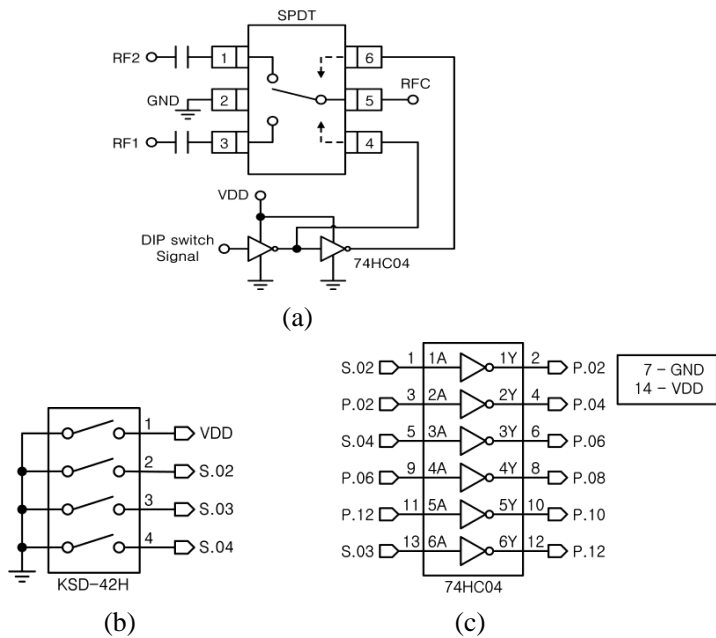 SPDT
RF2 1 6
GND 2 5 RFC
RF1 3 4
VDD
DIP switch
Signal
74HC04
(a)
1 VDD
2 S.02
3 S.03
4 S.04
KSD-42H
(b)
S.02 1 1A 1Y 2 P.02
P.02 3 2A 2Y 4 P.04
S.04 5 3A 3Y 6 P.06
P.06 9 4A 4Y 8 P.08
P.12 11 5A 5Y 10 P.10
S.03 13 6A 6Y 12 P.12
74HC04
7 - GND
14 - VDD
(c)